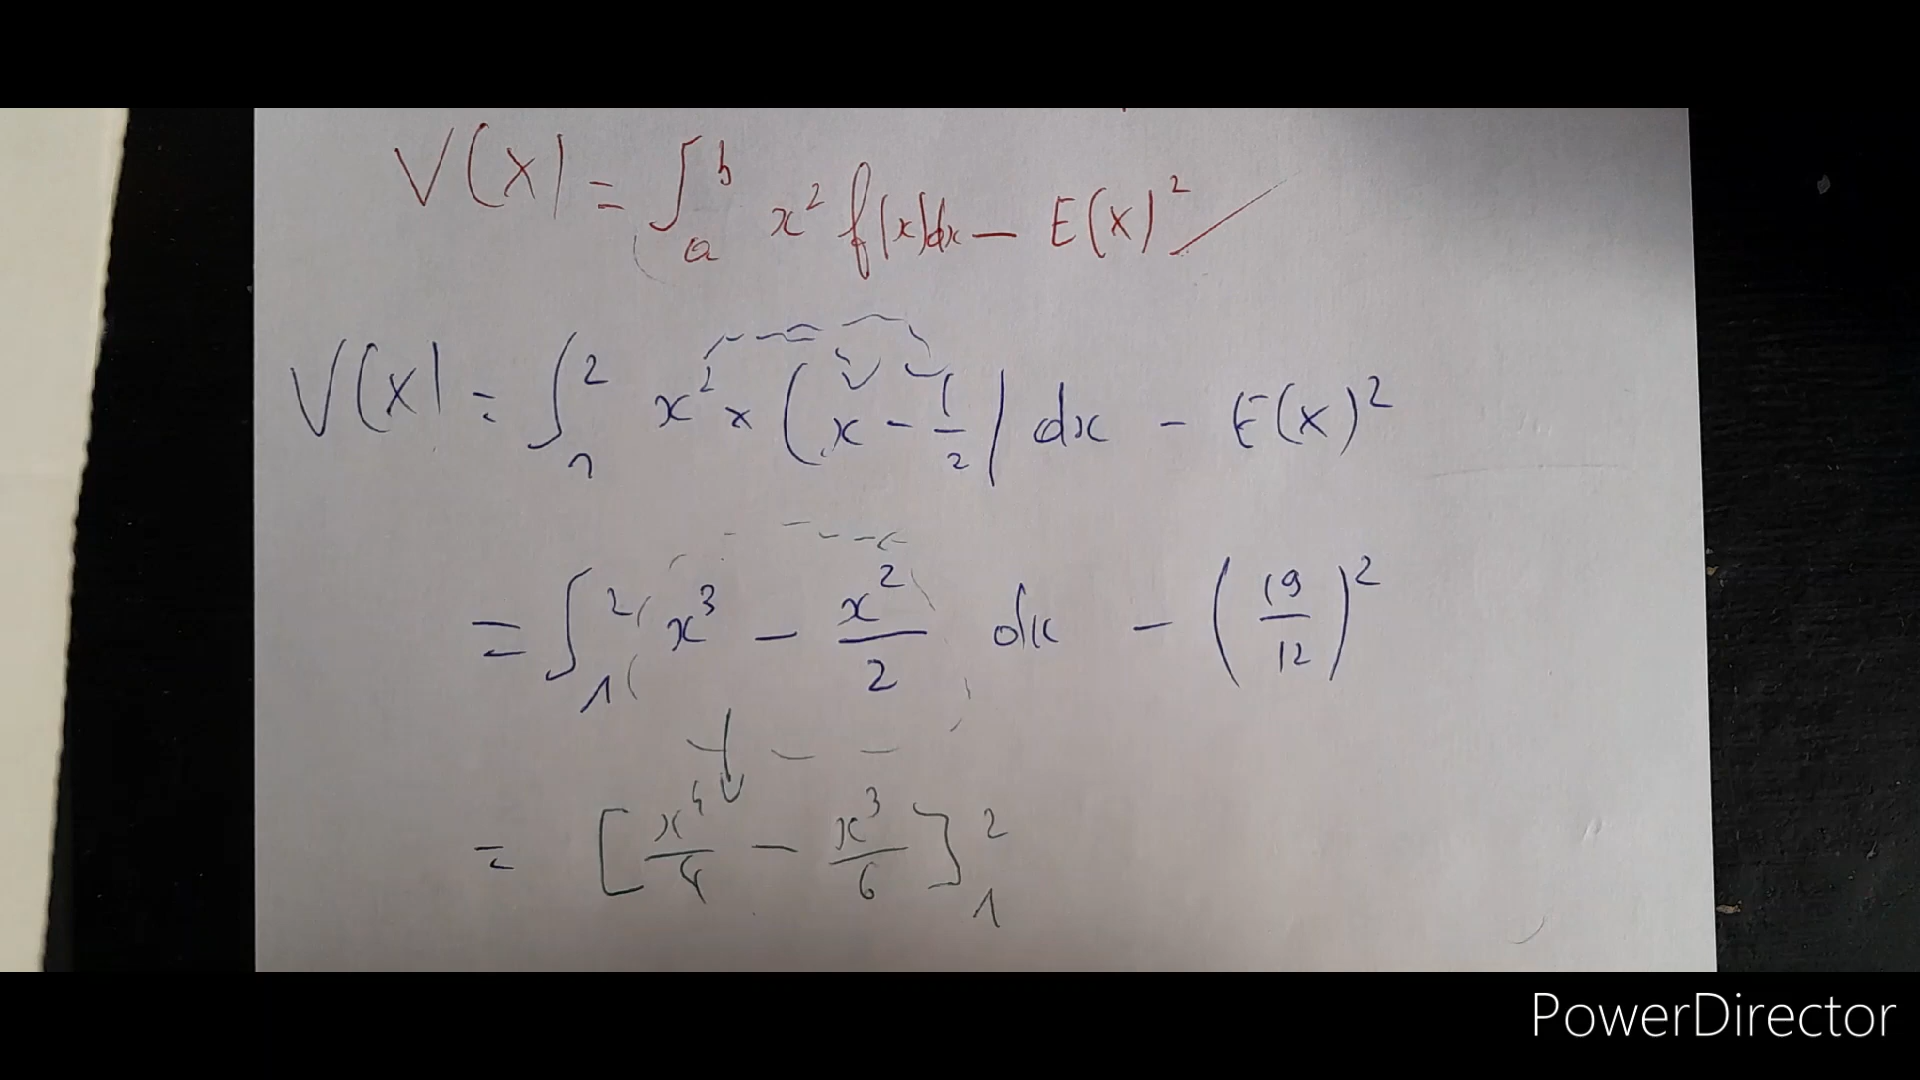 V(X) = ∫_a^b x² f(x)dx − E(X)²
V(X) = ∫_1^2 x² × (x − 1/2) dx − E(X)²
= ∫_1^2 x³ − x²/2 dx − (19/12)²
= [x⁴/4 − x³/6]_1^2
PowerDirector